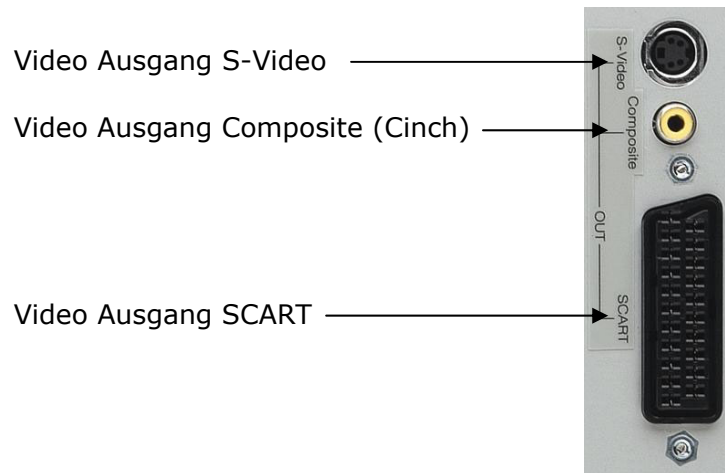 Video Ausgang S-Video
Video Ausgang Composite (Cinch)
Video Ausgang SCART
S-Video
Composite
OUT
SCART